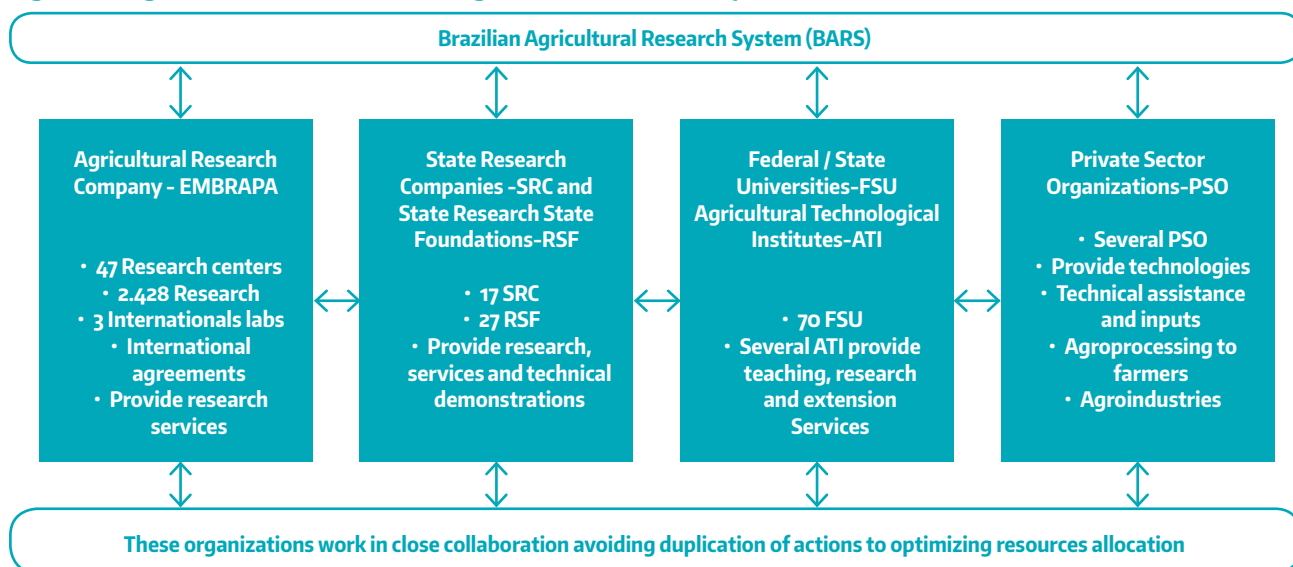 Brazilian Agricultural Research System (BARS)
Agricultural Research
Company - EMBRAPA
• 47 Research centers
• 2.428 Research
• 3 Internationals labs
• International
agreements
• Provide research
services
State Research
Companies -SRC and
State Research State
Foundations-RSF
• 17 SRC
• 27 RSF
• Provide research,
services and technical
demonstrations
Federal / State
Universities-FSU
Agricultural Technological
Institutes-ATI
• 70 FSU
• Several ATI provide
teaching, research
and extension
Services
Private Sector
Organizations-PSO
• Several PSO
• Provide technologies
• Technical assistance
and inputs
• Agroprocessing to
farmers
• Agroindustries
These organizations work in close collaboration avoiding duplication of actions to optimizing resources allocation